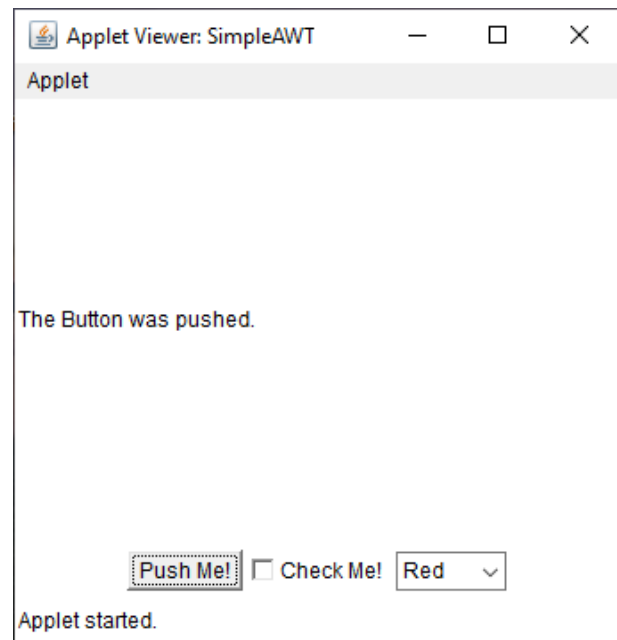 Applet Viewer: SimpleAWT
Applet
The Button was pushed.
Push Me! Check Me! Red
Applet started.